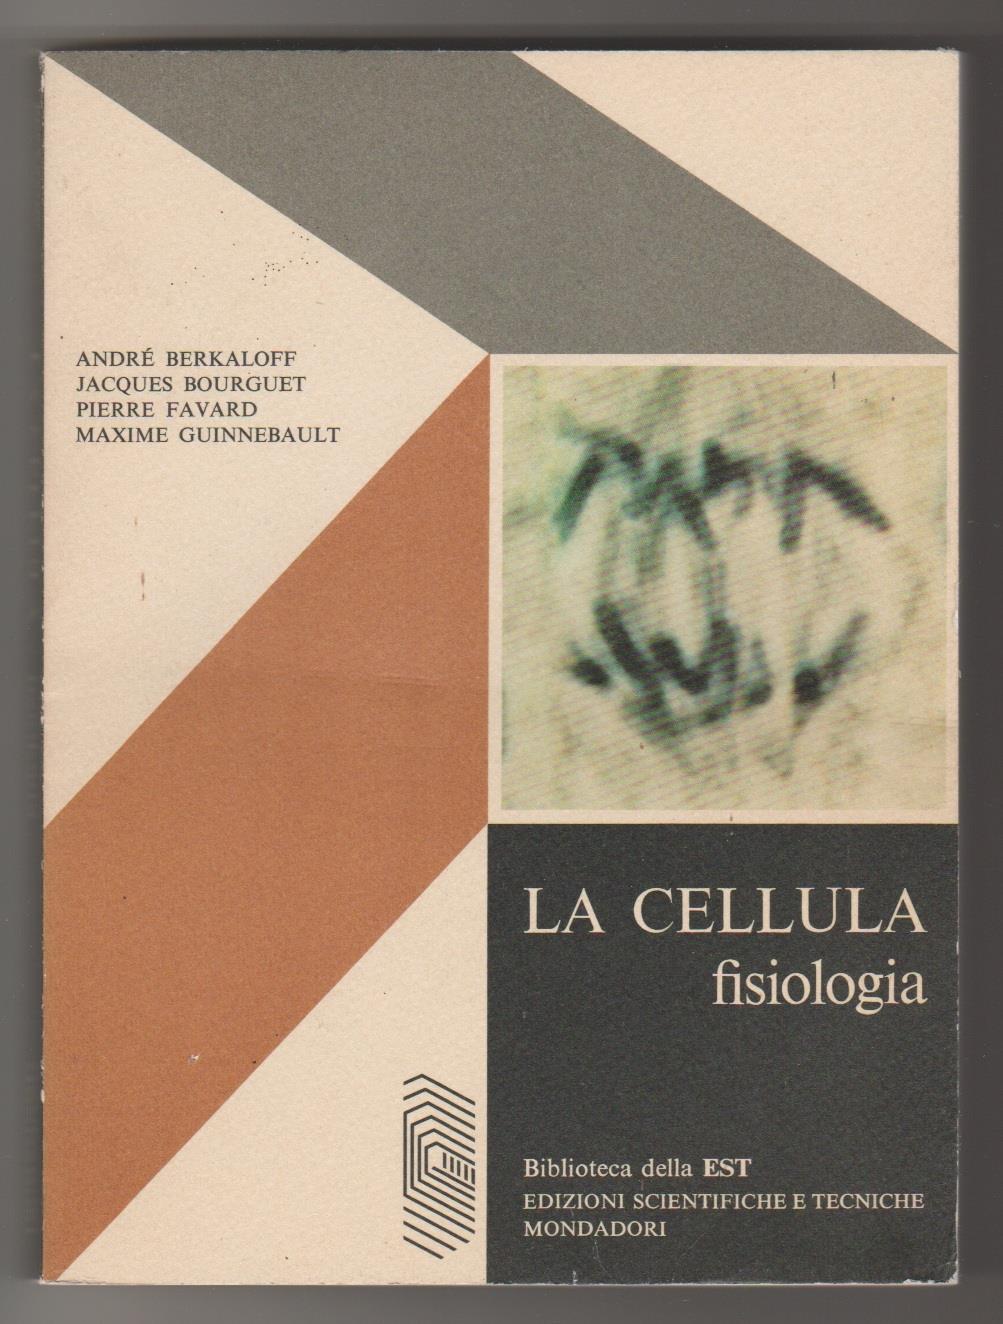 ANDRÉ BERKALOFF
JACQUES BOURGUET
PIERRE FAVARD
MAXIME GUINNEBAULT
LA CELLULA
fisiologia
Biblioteca della EST
EDIZIONI SCIENTIFICHE E TECNICHE
MONDADORI